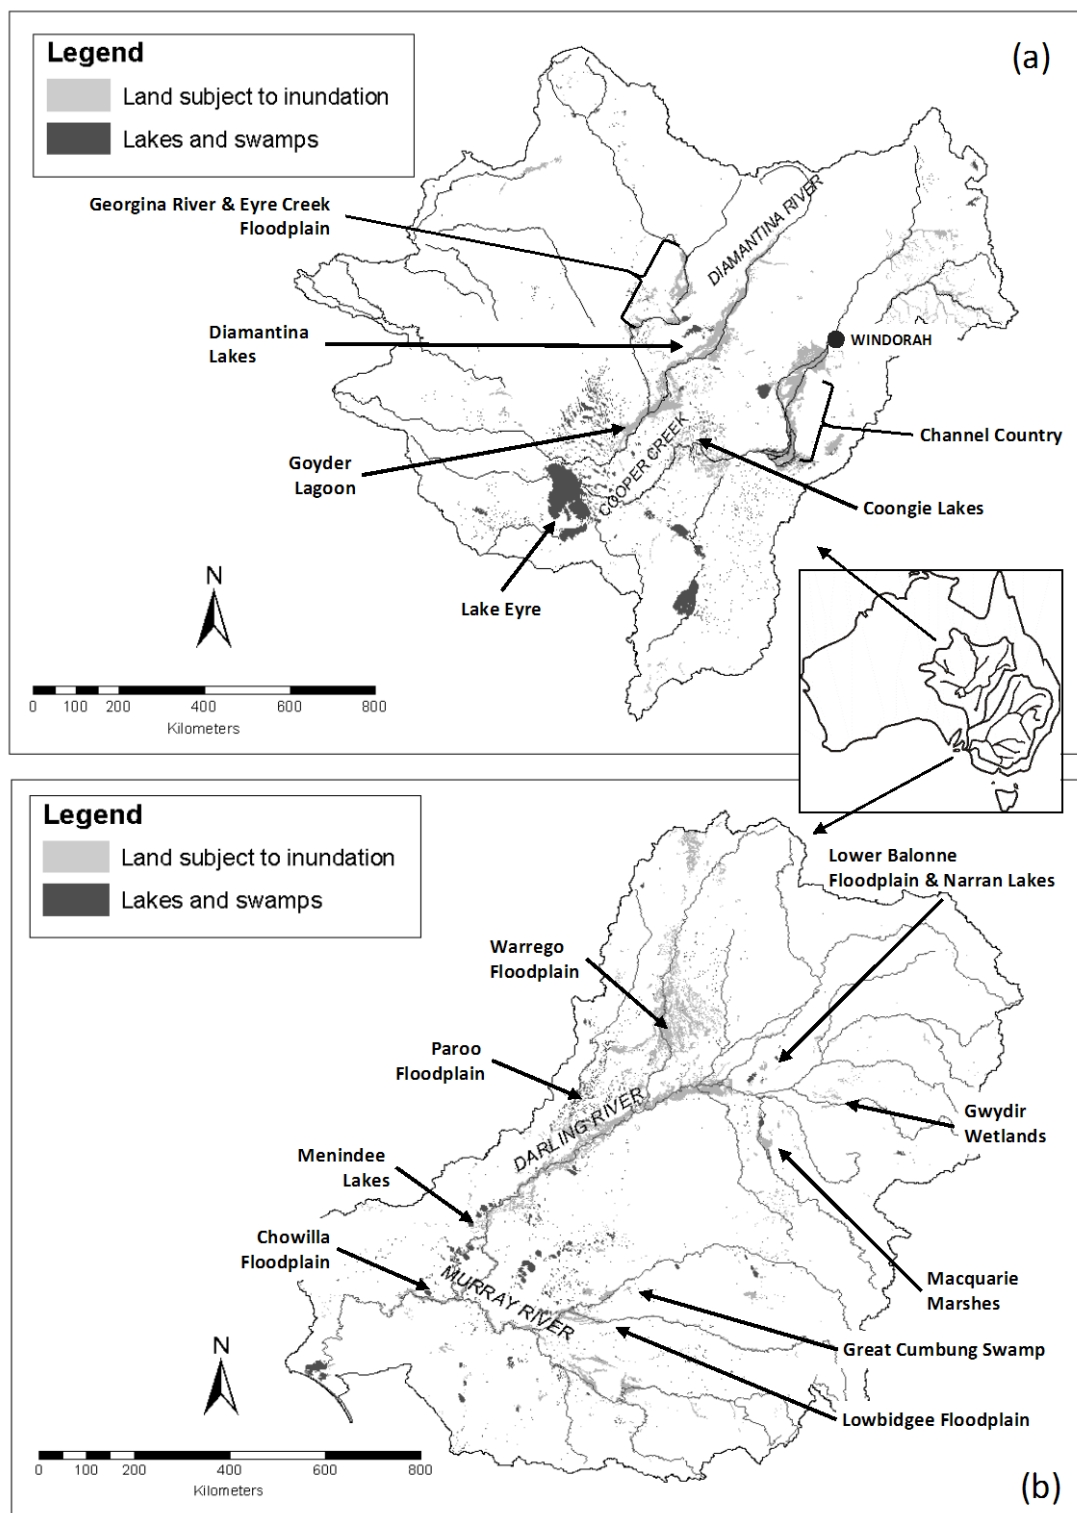 (a)
Legend
Land subject to inundation
Lakes and swamps
Georgina River & Eyre Creek
Floodplain
DIAMANTINA RIVER
Diamantina
Lakes
WINDORAH
Channel Country
Goyder
Lagoon
COOPER CREEK
Coongie Lakes
Lake Eyre
N
0 100 200 400 600 800
Kilometers
Legend
Land subject to inundation
Lakes and swamps
Lower Balonne
Floodplain & Narran Lakes
Warrego
Floodplain
Paroo
Floodplain
DARLING RIVER
Gwydir
Wetlands
Menindee
Lakes
Chowilla
Floodplain
MURRAY RIVER
Macquarie
Marshes
Great Cumbung Swamp
N
Lowbidgee Floodplain
0 100 200 400 600 800
Kilometers
(b)